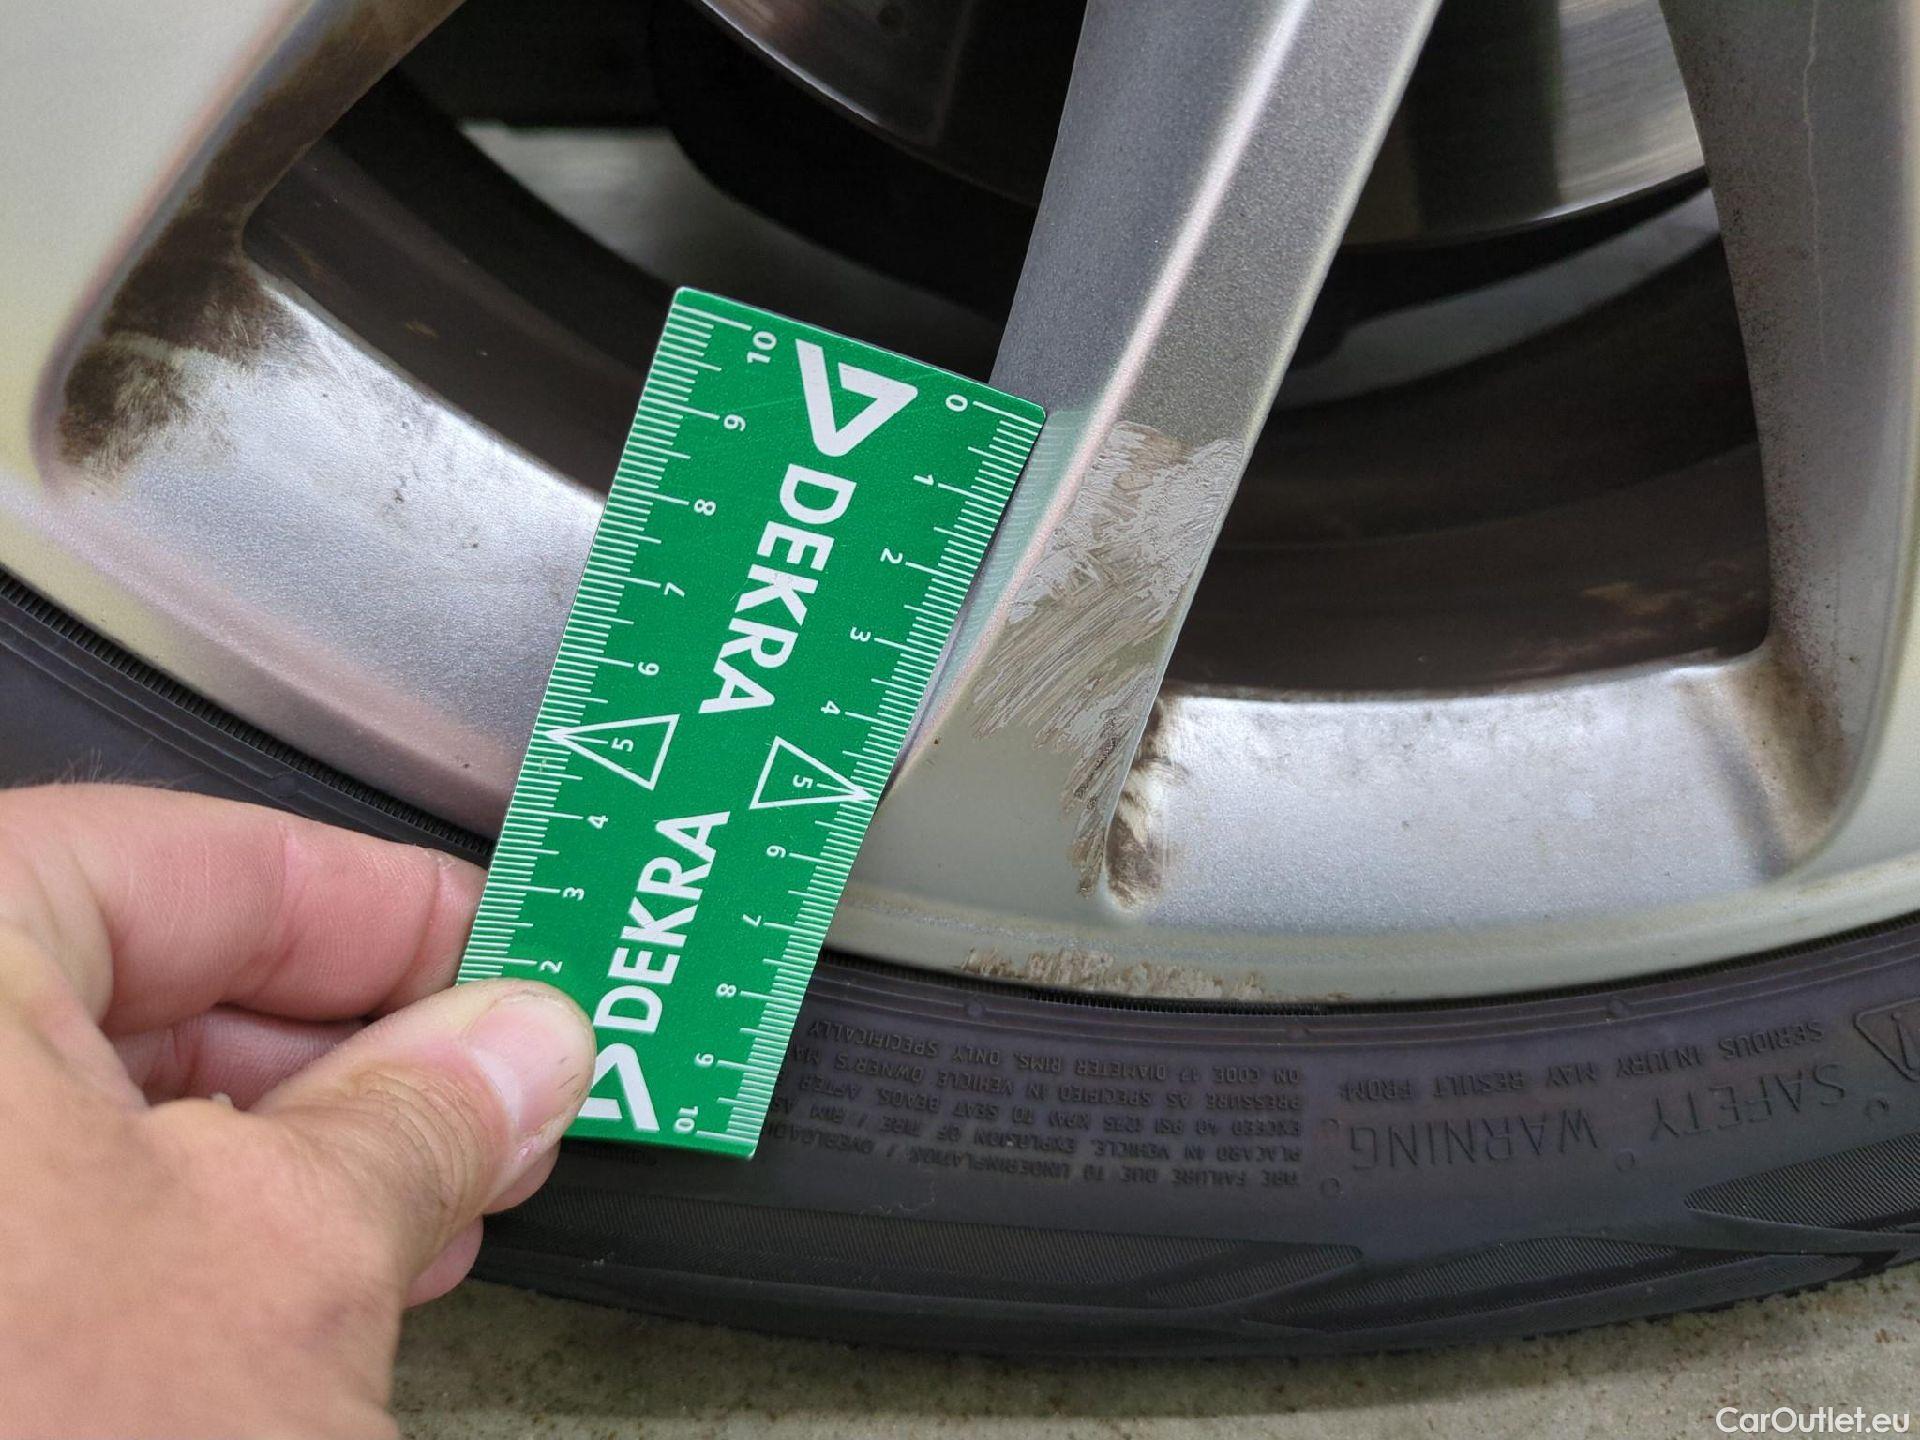 DEKRA
DEKRA
10 9 8 7 6 5 4 3 2
0 1 2 3 4 5 6 7 8 9 10
SAFETY WARNING
SERIOUS INJURY MAY RESULT FROM:
TIRE FAILURE DUE TO UNDERINFLATION / OVERLOADING
PLACARD IN VEHICLE. EXPLOSION OF TIRE / RIM
EXCEED 40 PSI (275 KPA) TO SEAT BEADS. AFTER
PRESSURE AS SPECIFIED IN VEHICLE OWNER'S
ON CODE 17 DIAMETER RIMS. ONLY SPECIFICALLY
CarOutlet.eu